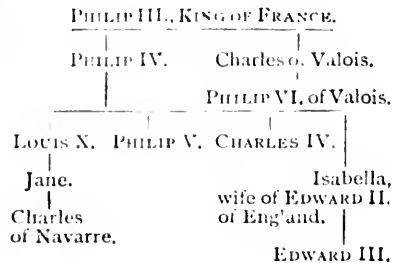 PHILIP III., KING OF FRANCE.
PHILIP IV. Charles o. Valois.
PHILIP VI. of Valois.
LOUIS X. PHILIP V. CHARLES IV.
Jane. Isabella,
wife of EDWARD II.
Charles of Eng'and.
of Navarre.
EDWARD III.